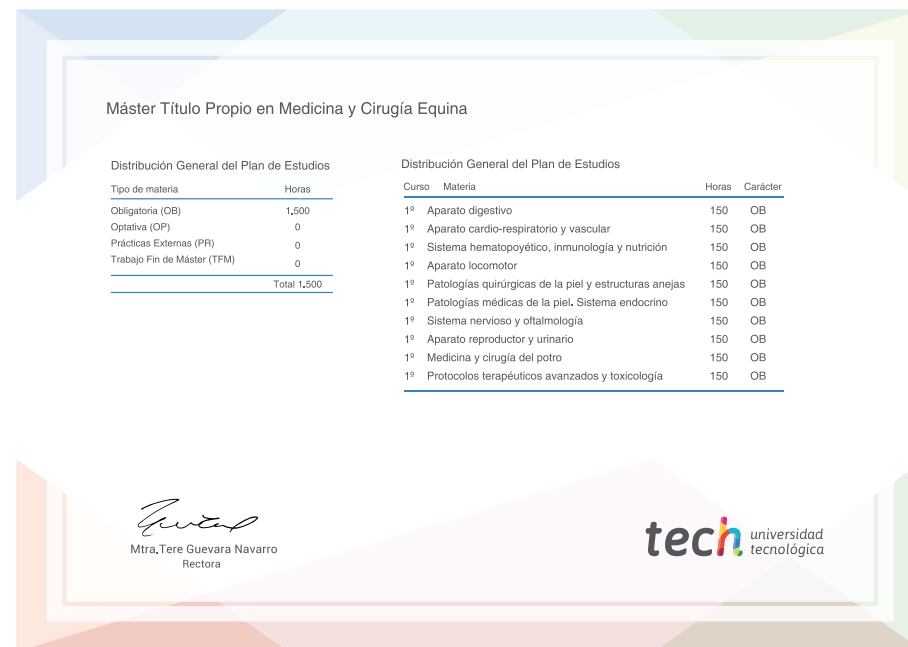 Máster Título Propio en Medicina y Cirugía Equina
Distribución General del Plan de Estudios
Tipo de materia Horas
Obligatoria (OB) 1.500
Optativa (OP) 0
Prácticas Externas (PR) 0
Trabajo Fin de Máster (TFM) 0
Total 1.500
Distribución General del Plan de Estudios
Curso Materia Horas Carácter
1º Aparato digestivo 150 OB
1º Aparato cardio-respiratorio y vascular 150 OB
1º Sistema hematopoyético, inmunología y nutrición 150 OB
1º Aparato locomotor 150 OB
1º Patologías quirúrgicas de la piel y estructuras anejas 150 OB
1º Patologías médicas de la piel. Sistema endocrino 150 OB
1º Sistema nervioso y oftalmología 150 OB
1º Aparato reproductor y urinario 150 OB
1º Medicina y cirugía del potro 150 OB
1º Protocolos terapéuticos avanzados y toxicología 150 OB
Mtra.Tere Guevara Navarro
Rectora
tech universidad
tecnológica